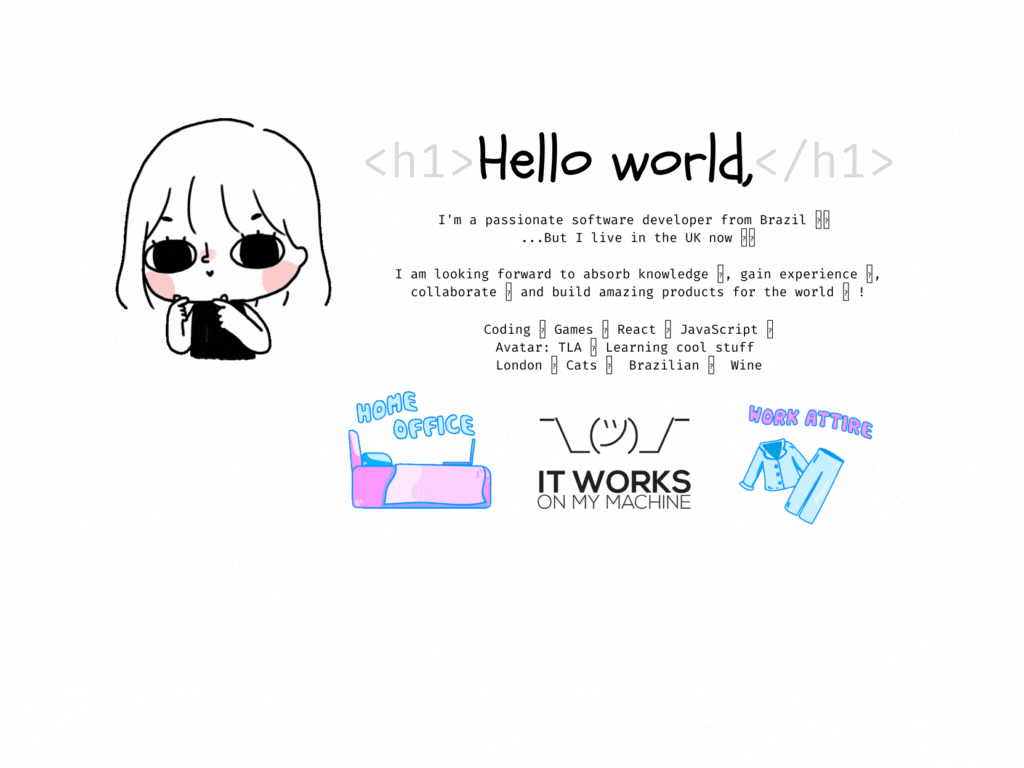 <h1>Hello world,</h1>
I'm a passionate software developer from Brazil
...But I live in the UK now
I am looking forward to absorb knowledge , gain experience ,
collaborate and build amazing products for the world !
Coding Games React JavaScript
Avatar: TLA Learning cool stuff
London Cats Brazilian Wine
HOME
OFFICE
¯\_(ツ)_/¯
IT WORKS
ON MY MACHINE
WORK ATTIRE